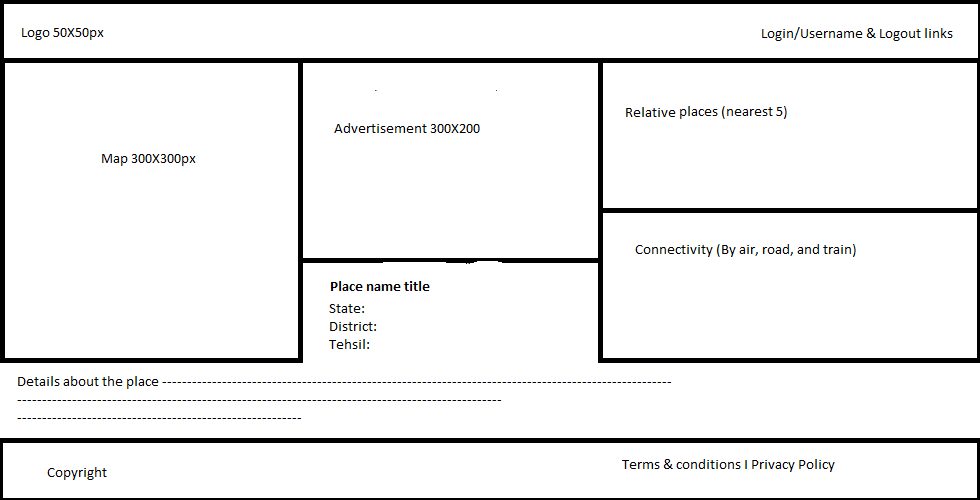 Logo 50X50px
Login/Username & Logout links
Map 300X300px
Advertisement 300X200
Relative places (nearest 5)
Connectivity (By air, road, and train)
Place name title
State:
District:
Tehsil:
Details about the place ------------------------------------------------------------------------------------------------------
-------------------------------------------------------------------------------------------------
---------------------------------------------------------
Copyright
Terms & conditions I Privacy Policy